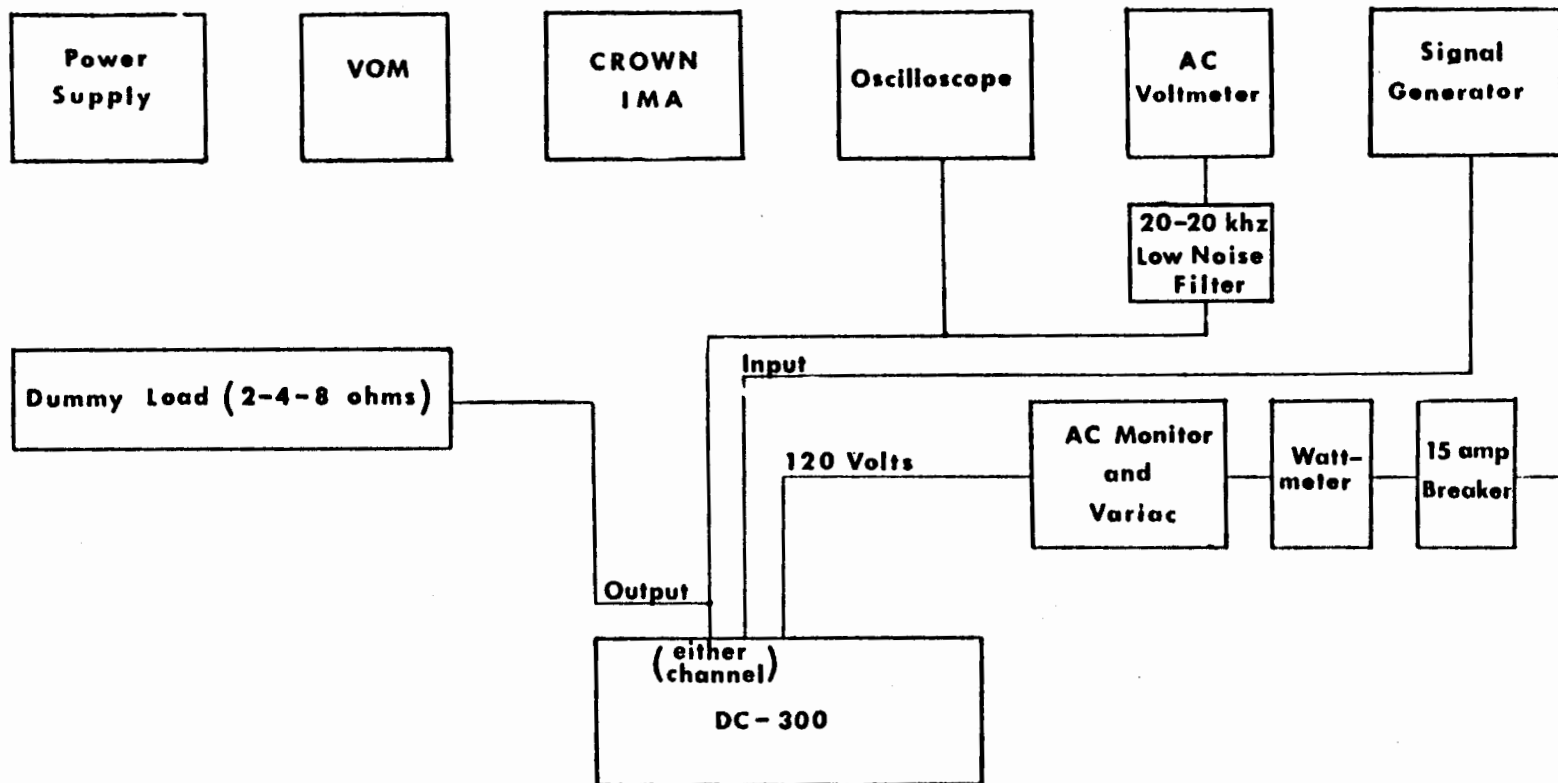 Power
Supply
VOM
CROWN
IMA
Oscilloscope
AC
Voltmeter
Signal
Generator
20-20 khz
Low Noise
Filter
Input
Dummy Load (2-4-8 ohms)
120 Volts
AC Monitor
and
Variac
Watt-
meter
15 amp
Breaker
Output
(either
channel)
DC-300